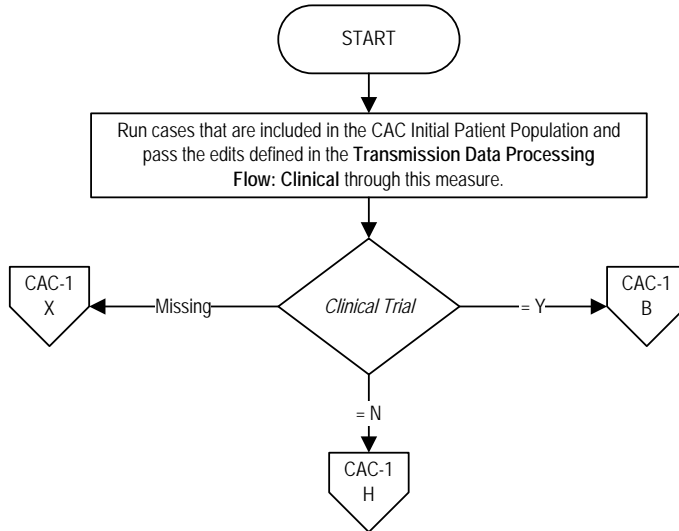 START
Run cases that are included in the CAC Initial Patient Population and
pass the edits defined in the Transmission Data Processing
Flow: Clinical through this measure.
CAC-1
X
Missing
Clinical Trial
= Y
CAC-1
B
= N
CAC-1
H